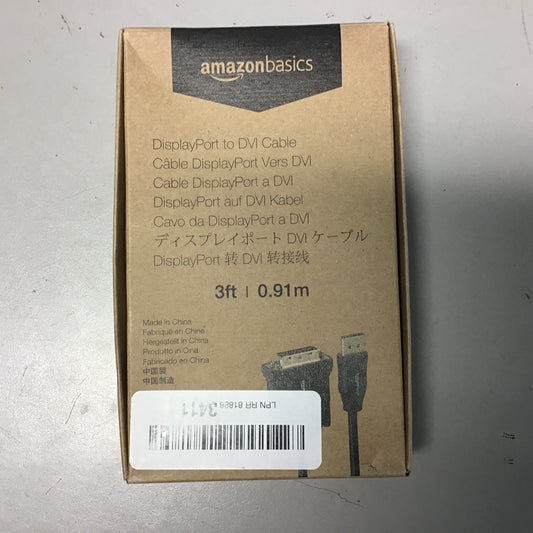 amazonbasics
DisplayPort to DVI Cable
Câble DisplayPort Vers DVI
Cable DisplayPort a DVI
DisplayPort auf DVI Kabel
Cavo da DisplayPort a DVI
ディスプレイポート DVI ケーブル
DisplayPort 转 DVI 转接线
3ft | 0.91m
Made in China
Fabriqué en Chine
Hergestellt in China
Prodotto in Cina
Fabricado en China
中国製
中国制造
3411
LPN RR 81886